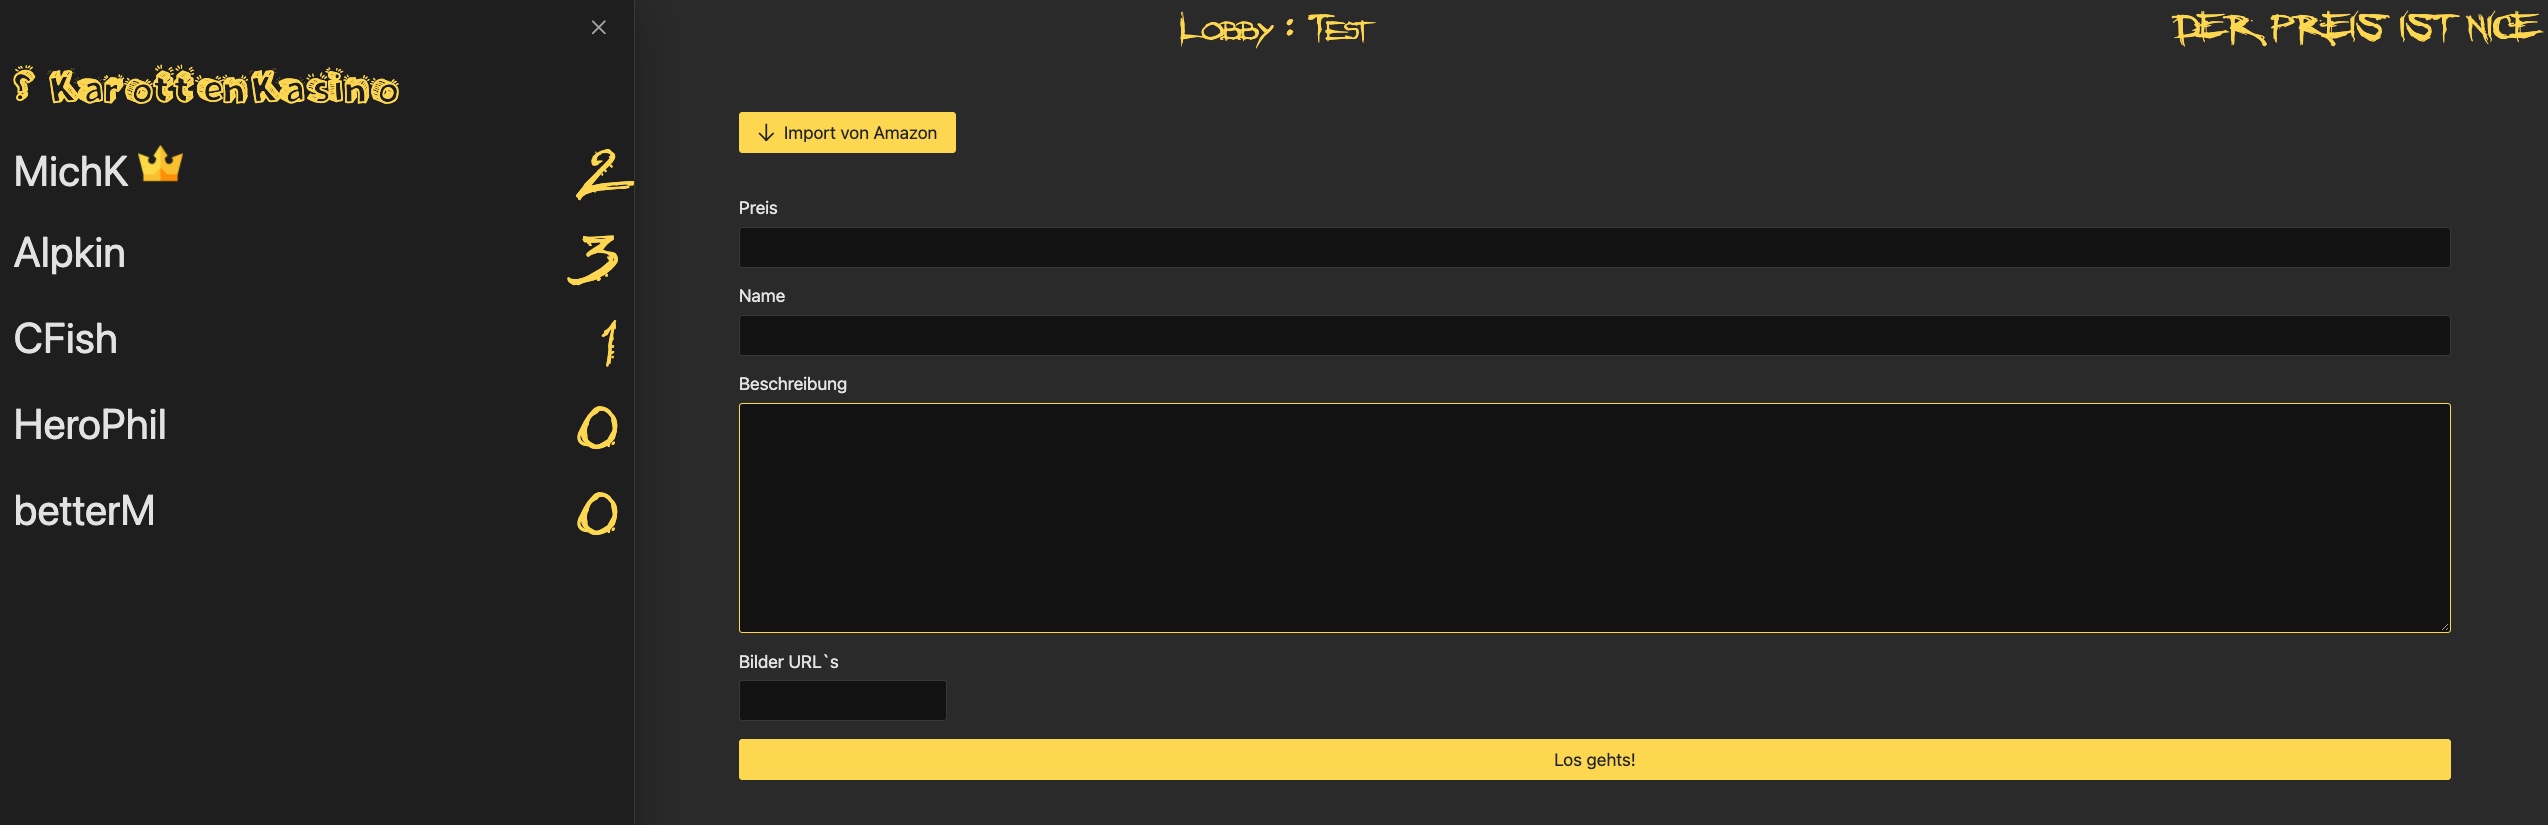 Lobby : Test
DER PREIS IST NICE
? KarottenKasino
MichK 2
Alpkin 3
CFish 1
HeroPhil 0
betterM 0
Import von Amazon
Preis
Name
Beschreibung
Bilder URL`s
Los gehts!